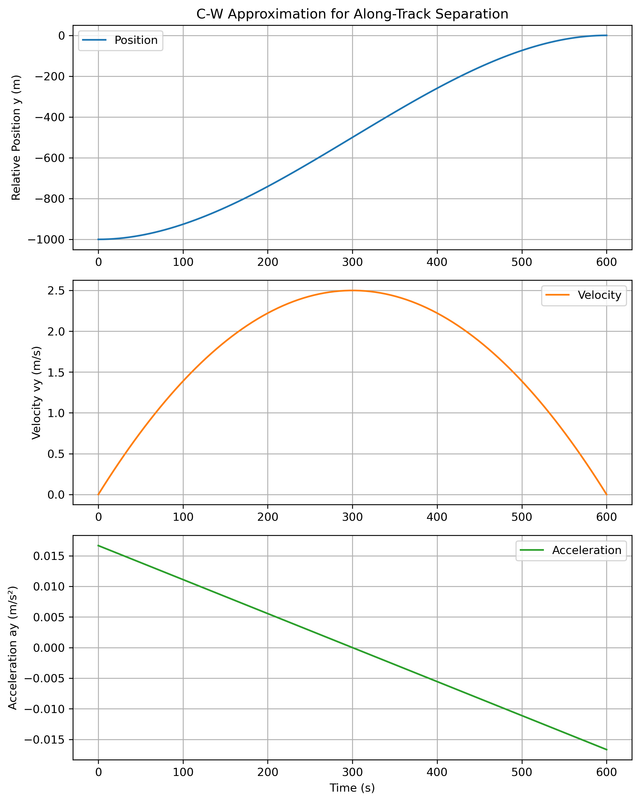 C-W Approximation for Along-Track Separation
Relative Position y (m)
Position
0
−200
−400
−600
−800
−1000
0 100 200 300 400 500 600
Velocity vy (m/s)
Velocity
2.5
2.0
1.5
1.0
0.5
0.0
0 100 200 300 400 500 600
Acceleration ay (m/s²)
Acceleration
0.015
0.010
0.005
0.000
−0.005
−0.010
−0.015
0 100 200 300 400 500 600
Time (s)